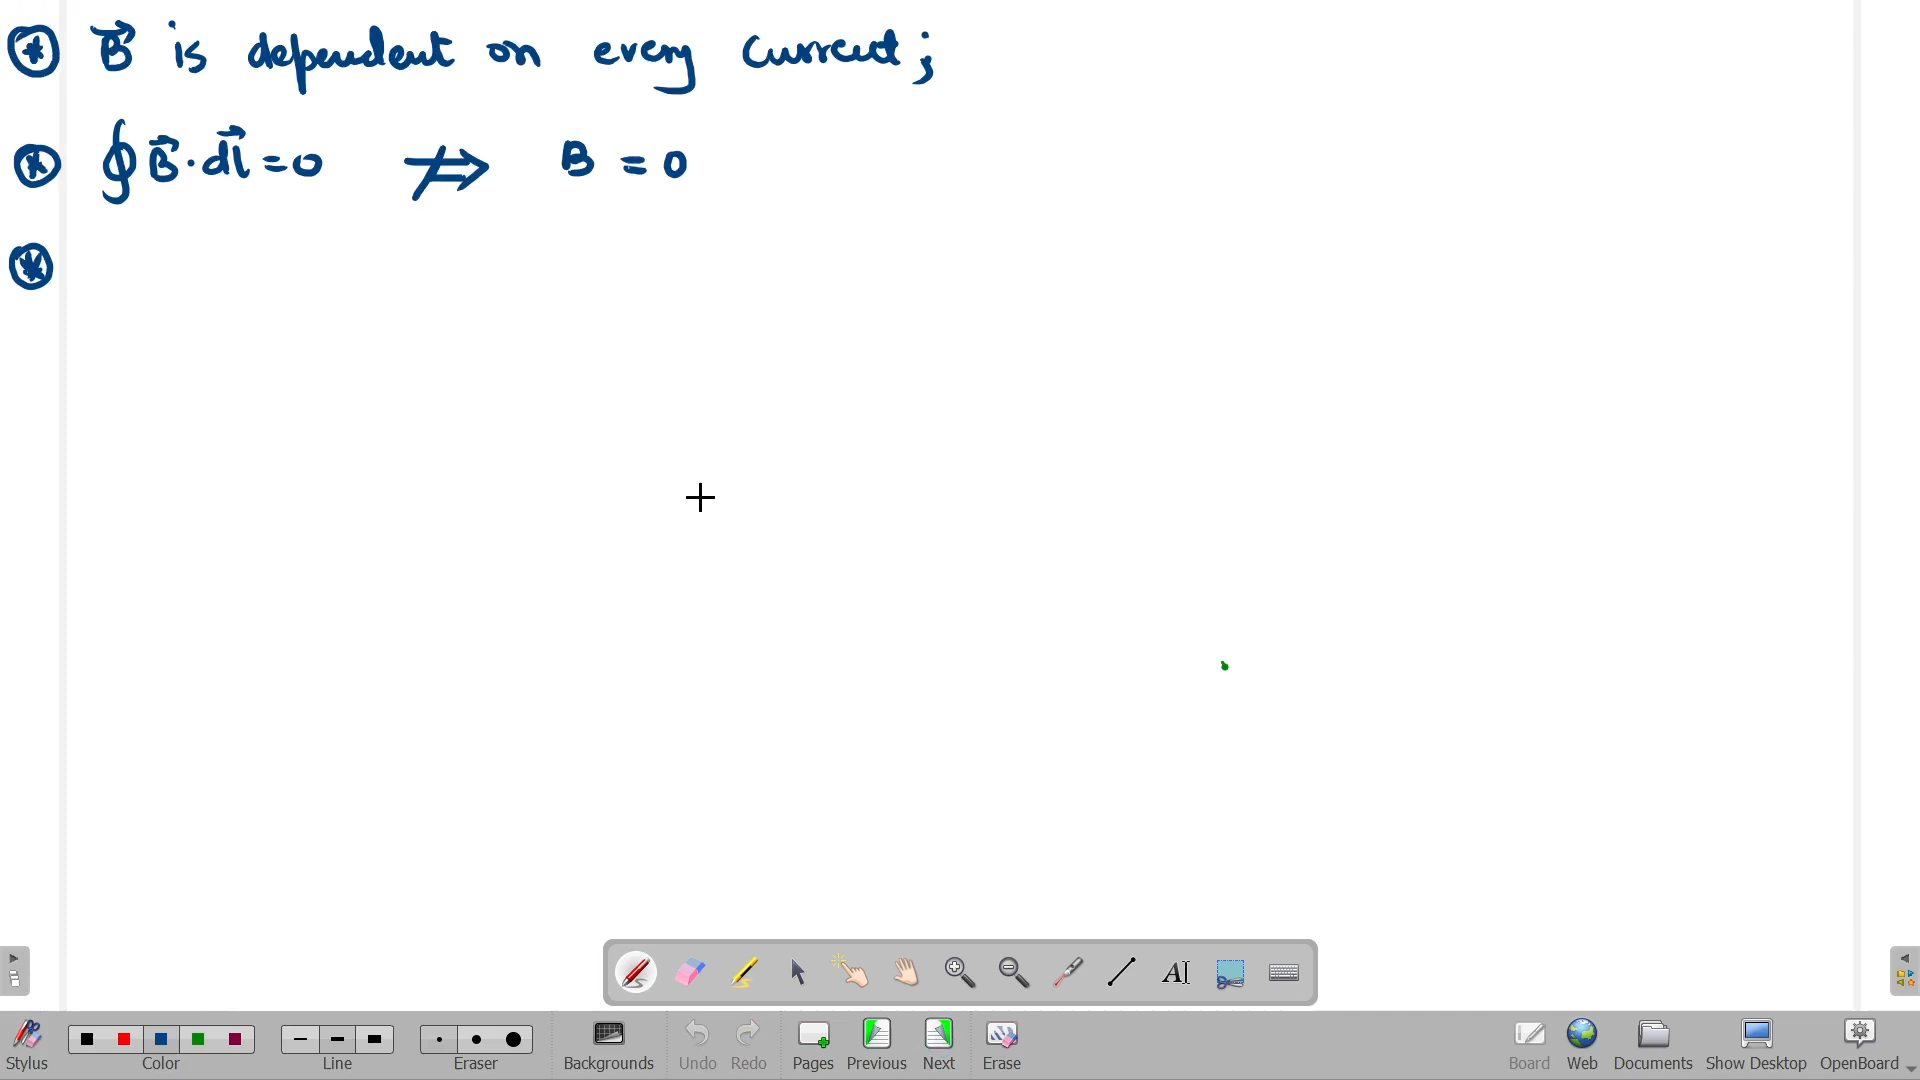 ⊛ B⃗ is dependent on every current;
⊛ ∮ B⃗ · dl⃗ = 0 ⇏ B = 0
⊛
AI
Stylus Color Line Eraser Backgrounds Undo Redo Pages Previous Next Erase Board Web Documents Show Desktop OpenBoard